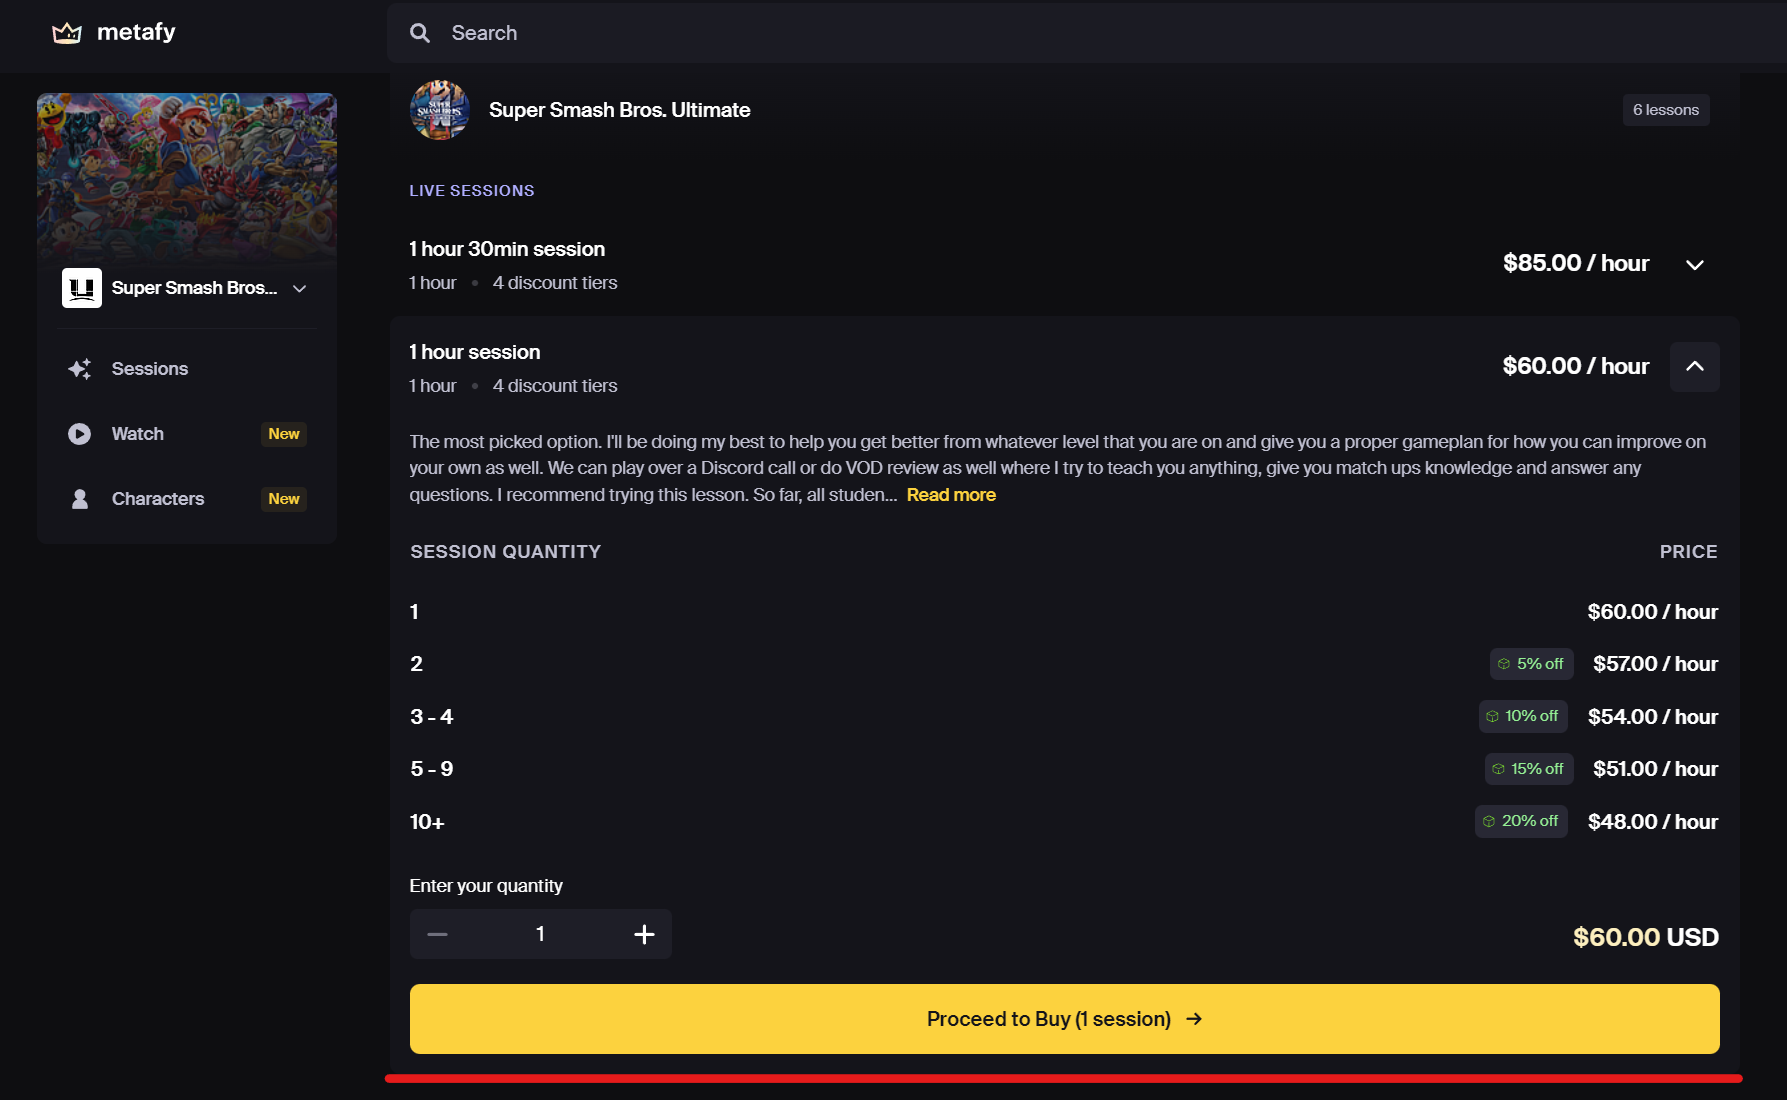 metafy
Search
Super Smash Bros. Ultimate
6 lessons
Super Smash Bros...
Sessions
Watch New
Characters New
LIVE SESSIONS
1 hour 30min session
1 hour • 4 discount tiers
$85.00 / hour
1 hour session
1 hour • 4 discount tiers
$60.00 / hour
The most picked option. I'll be doing my best to help you get better from whatever level that you are on and give you a proper gameplan for how you can improve on
your own as well. We can play over a Discord call or do VOD review as well where I try to teach you anything, give you match ups knowledge and answer any
questions. I recommend trying this lesson. So far, all studen... Read more
SESSION QUANTITY PRICE
1 $60.00 / hour
2 5% off $57.00 / hour
3 - 4 10% off $54.00 / hour
5 - 9 15% off $51.00 / hour
10+ 20% off $48.00 / hour
Enter your quantity
1
$60.00 USD
Proceed to Buy (1 session) →